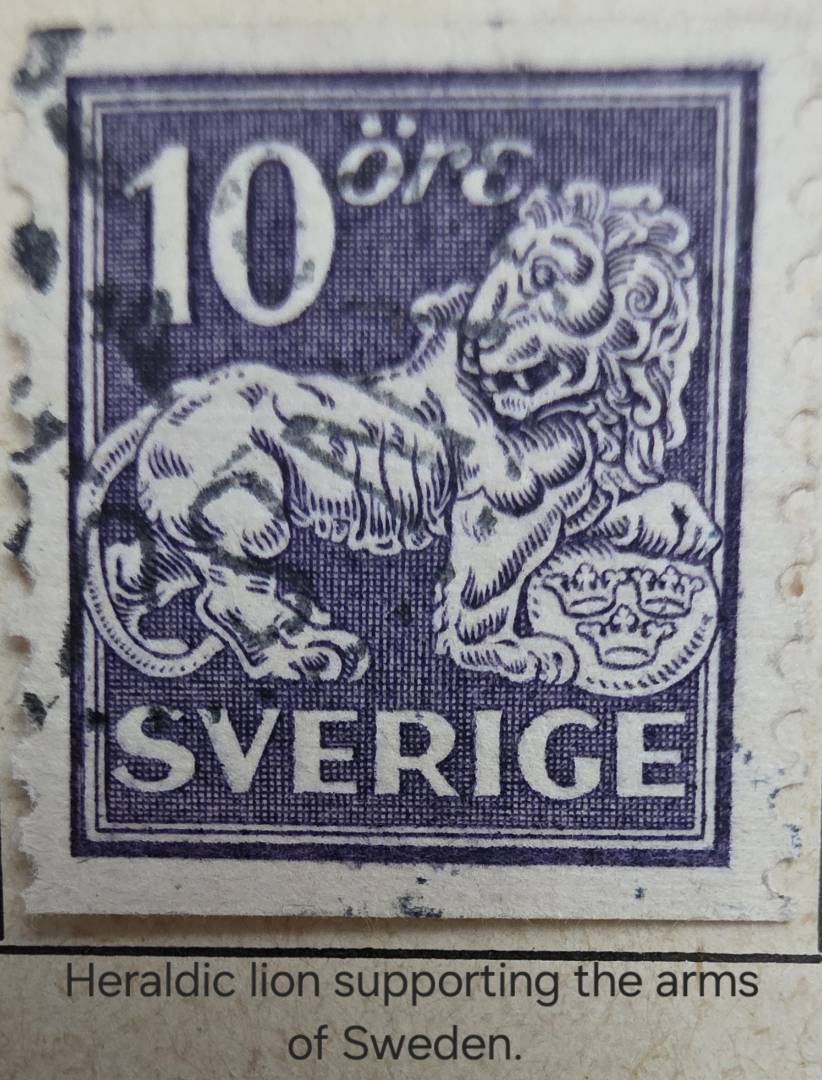 10 öre
SVERIGE
Heraldic lion supporting the arms
of Sweden.